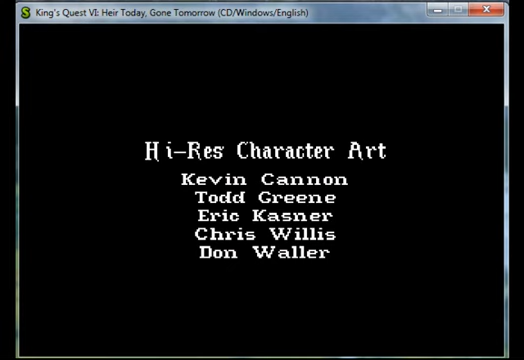 King's Quest VI: Heir Today, Gone Tomorrow (CD/Windows/English)
Hi-Res Character Art
Kevin Cannon
Todd Greene
Eric Kasner
Chris Willis
Don Waller